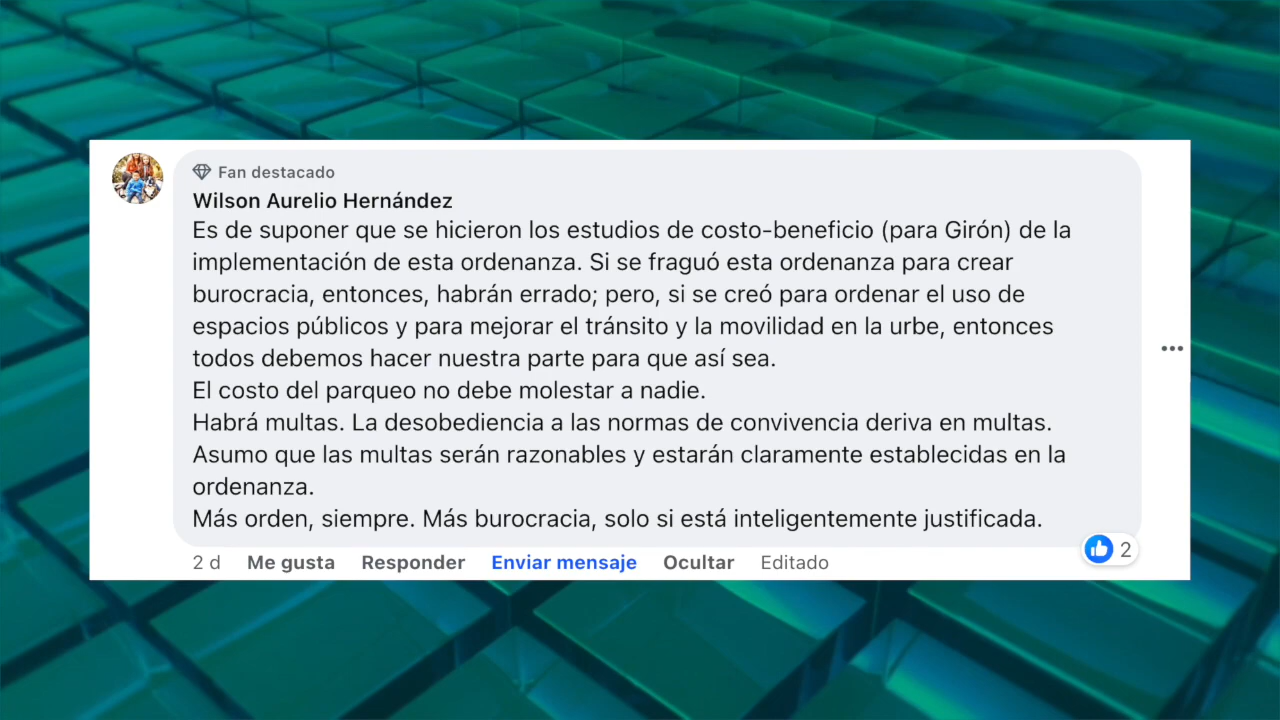 Fan destacado
Wilson Aurelio Hernández
Es de suponer que se hicieron los estudios de costo-beneficio (para Girón) de la
implementación de esta ordenanza. Si se fraguó esta ordenanza para crear
burocracia, entonces, habrán errado; pero, si se creó para ordenar el uso de
espacios públicos y para mejorar el tránsito y la movilidad en la urbe, entonces
todos debemos hacer nuestra parte para que así sea.
El costo del parqueo no debe molestar a nadie.
Habrá multas. La desobediencia a las normas de convivencia deriva en multas.
Asumo que las multas serán razonables y estarán claramente establecidas en la
ordenanza.
Más orden, siempre. Más burocracia, solo si está inteligentemente justificada.
2
2 d Me gusta Responder Enviar mensaje Ocultar Editado